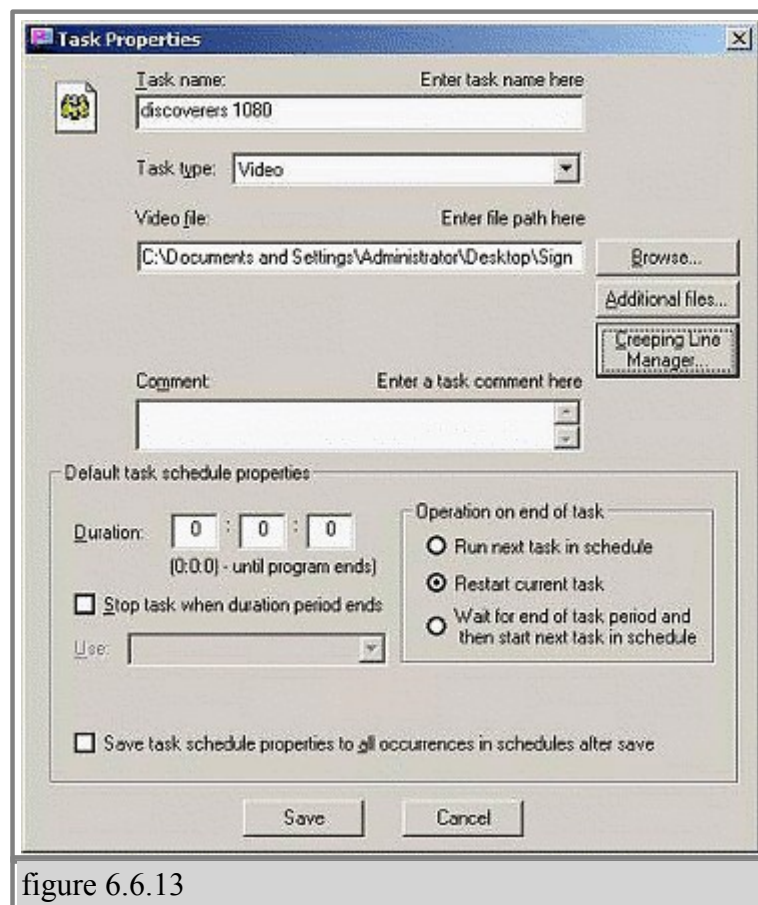 Task Properties
Task name: Enter task name here
discoverers 1080
Task type: Video
Video file: Enter file path here
C:\Documents and Settings\Administrator\Desktop\Sign
Browse...
Additional files...
Creeping Line
Manager...
Comment: Enter a task comment here
Default task schedule properties
Duration: 0 : 0 : 0
(0:0:0) - until program ends)
Stop task when duration period ends
Use:
Operation on end of task
Run next task in schedule
Restart current task
Wait for end of task period and
then start next task in schedule
Save task schedule properties to all occurrences in schedules after save
Save Cancel
figure 6.6.13